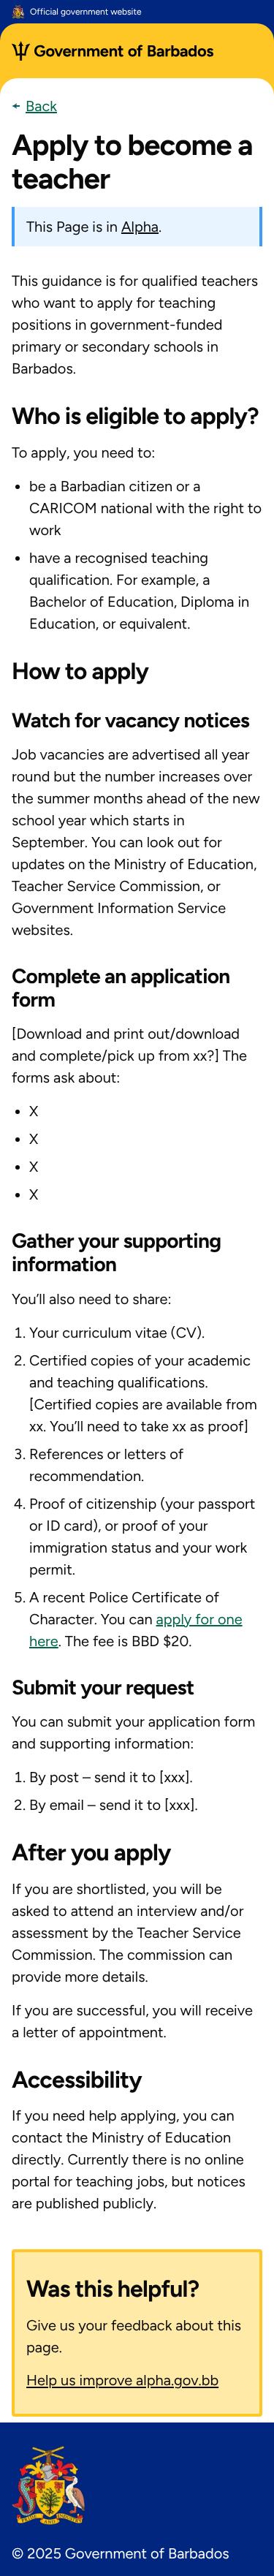 Official government website
Government of Barbados
Back
Apply to become a
teacher
This Page is in Alpha.
This guidance is for qualified teachers
who want to apply for teaching
positions in government-funded
primary or secondary schools in
Barbados.
Who is eligible to apply?
To apply, you need to:
• be a Barbadian citizen or a
CARICOM national with the right to
work
• have a recognised teaching
qualification. For example, a
Bachelor of Education, Diploma in
Education, or equivalent.
How to apply
Watch for vacancy notices
Job vacancies are advertised all year
round but the number increases over
the summer months ahead of the new
school year which starts in
September. You can look out for
updates on the Ministry of Education,
Teacher Service Commission, or
Government Information Service
websites.
Complete an application
form
[Download and print out/download
and complete/pick up from xx?] The
forms ask about:
• X
• X
• X
• X
Gather your supporting
information
You’ll also need to share:
1. Your curriculum vitae (CV).
2. Certified copies of your academic
and teaching qualifications.
[Certified copies are available from
xx. You’ll need to take xx as proof]
3. References or letters of
recommendation.
4. Proof of citizenship (your passport
or ID card), or proof of your
immigration status and your work
permit.
5. A recent Police Certificate of
Character. You can apply for one
here. The fee is BBD $20.
Submit your request
You can submit your application form
and supporting information:
1. By post – send it to [xxx].
2. By email – send it to [xxx].
After you apply
If you are shortlisted, you will be
asked to attend an interview and/or
assessment by the Teacher Service
Commission. The commission can
provide more details.
If you are successful, you will receive
a letter of appointment.
Accessibility
If you need help applying, you can
contact the Ministry of Education
directly. Currently there is no online
portal for teaching jobs, but notices
are published publicly.
Was this helpful?
Give us your feedback about this
page.
Help us improve alpha.gov.bb
© 2025 Government of Barbados